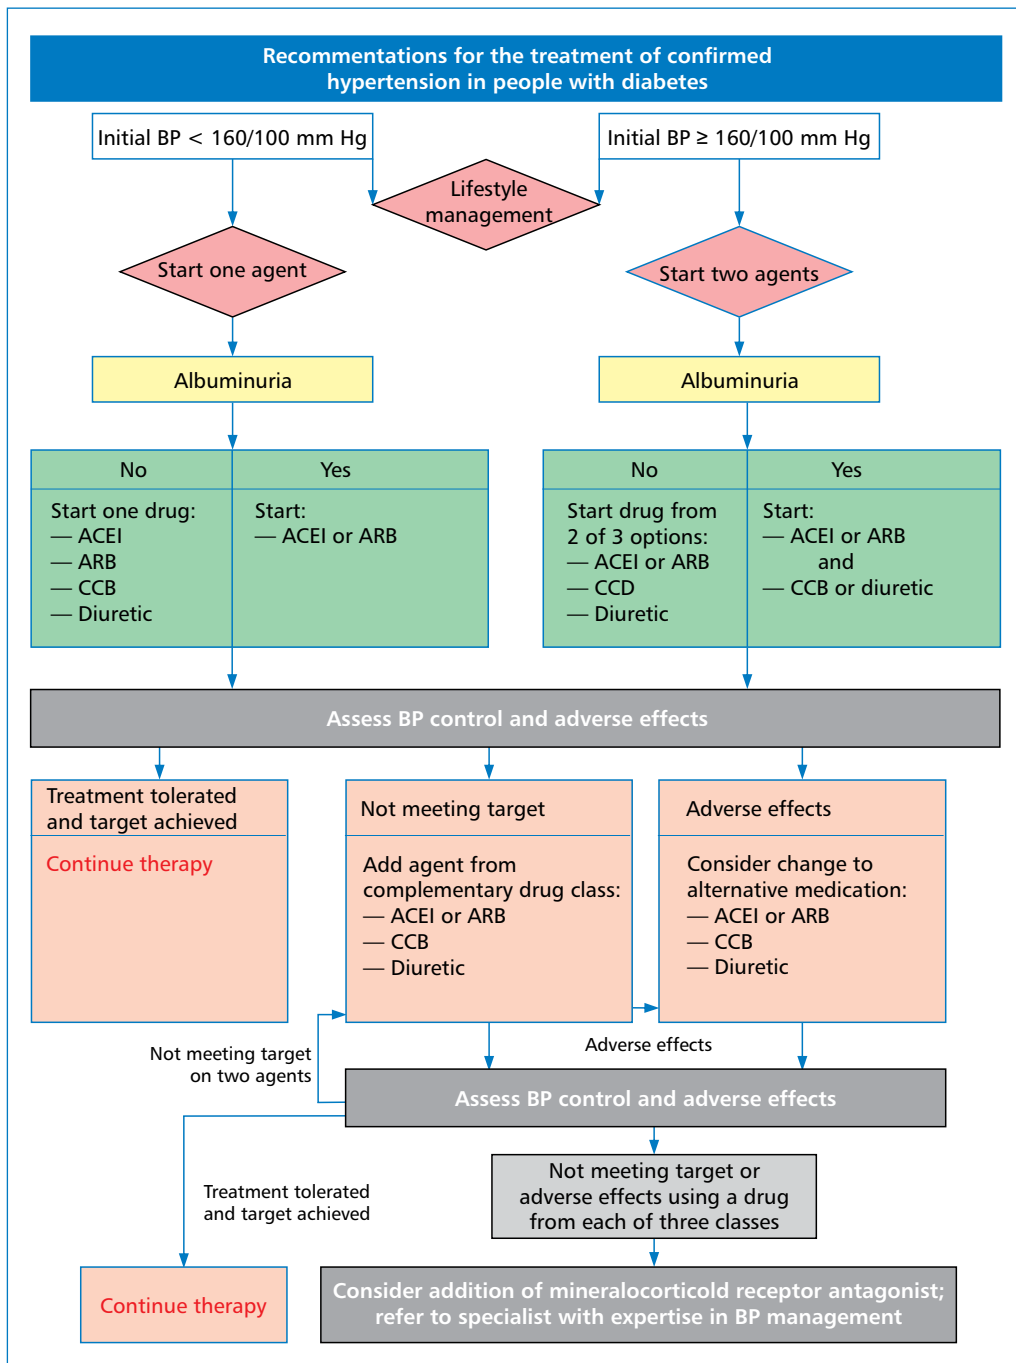 Recommentations for the treatment of confirmed
hypertension in people with diabetes
Initial BP < 160/100 mm Hg
Initial BP ≥ 160/100 mm Hg
Lifestyle
management
Start one agent
Start two agents
Albuminuria
Albuminuria
No
Yes
Start one drug:
— ACEI
— ARB
— CCB
— Diuretic
Start:
— ACEI or ARB
No
Yes
Start drug from
2 of 3 options:
— ACEI or ARB
— CCD
— Diuretic
Start:
— ACEI or ARB
and
— CCB or diuretic
Assess BP control and adverse effects
Treatment tolerated
and target achieved
Continue therapy
Not meeting target
Add agent from
complementary drug class:
— ACEI or ARB
— CCB
— Diuretic
Adverse effects
Consider change to
alternative medication:
— ACEI or ARB
— CCB
— Diuretic
Not meeting target
on two agents
Adverse effects
Assess BP control and adverse effects
Treatment tolerated
and target achieved
Not meeting target or
adverse effects using a drug
from each of three classes
Continue therapy
Consider addition of mineralocorticold receptor antagonist;
refer to specialist with expertise in BP management